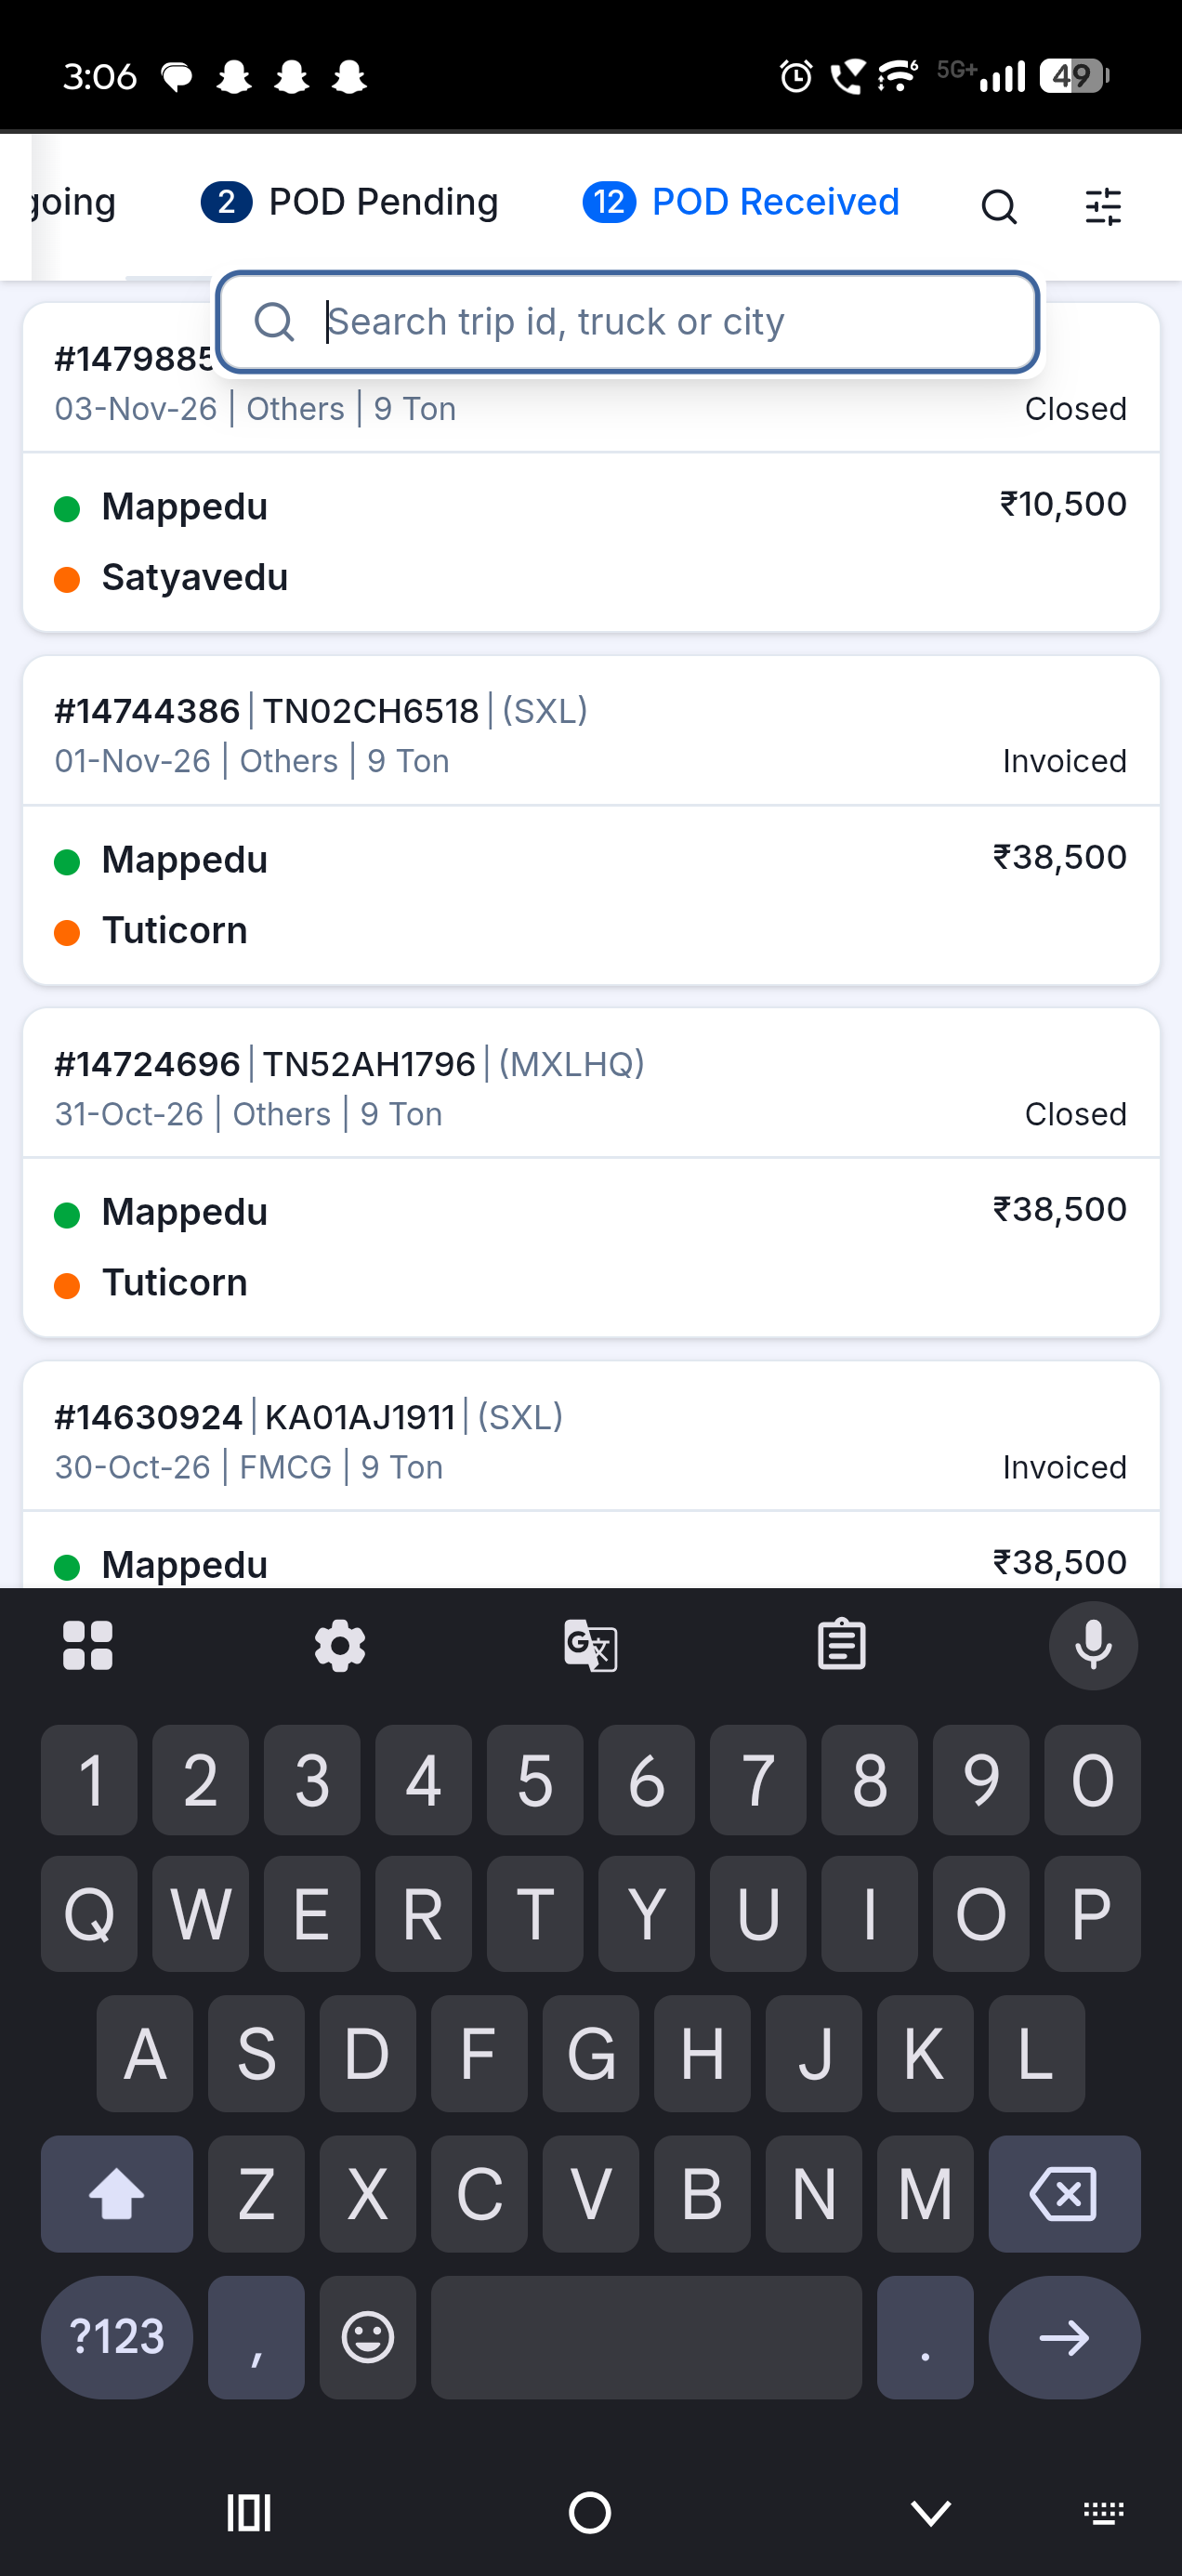 3:06 6 5G+ 49
going 2 POD Pending 12 POD Received
Search trip id, truck or city
#1479885
03-Nov-26 | Others | 9 Ton Closed
Mappedu ₹10,500
Satyavedu
#14744386 | TN02CH6518 | (SXL)
01-Nov-26 | Others | 9 Ton Invoiced
Mappedu ₹38,500
Tuticorn
#14724696 | TN52AH1796 | (MXLHQ)
31-Oct-26 | Others | 9 Ton Closed
Mappedu ₹38,500
Tuticorn
#14630924 | KA01AJ1911 | (SXL)
30-Oct-26 | FMCG | 9 Ton Invoiced
Mappedu ₹38,500
G 文
1 2 3 4 5 6 7 8 9 0
Q W E R T Y U I O P
A S D F G H J K L
Z X C V B N M
?123 , .